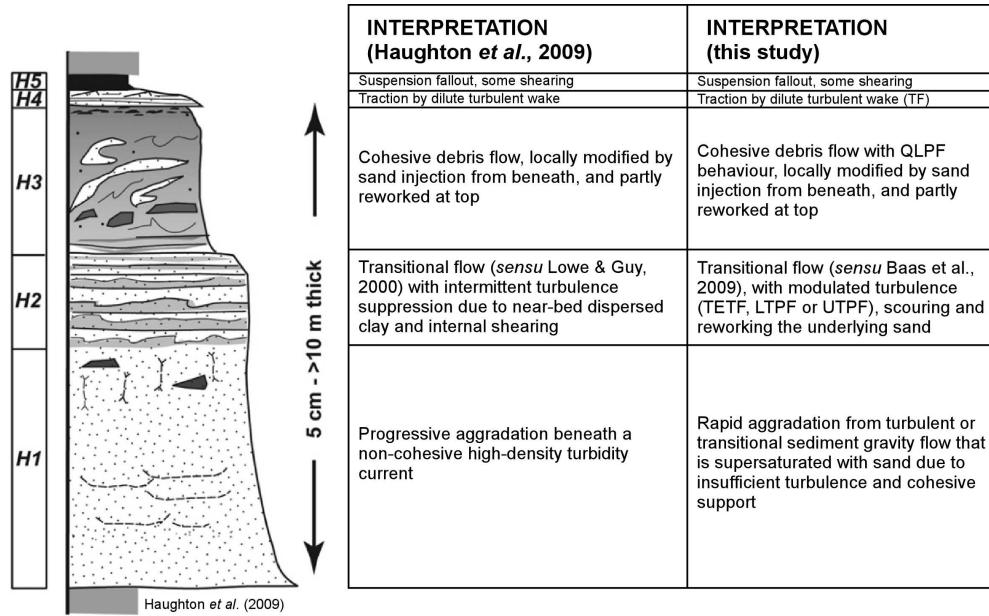 INTERPRETATION
(Haughton et al., 2009)
INTERPRETATION
(this study)
H5
Suspension fallout, some shearing
Suspension fallout, some shearing
H4
Traction by dilute turbulent wake
Traction by dilute turbulent wake (TF)
H3
Cohesive debris flow, locally modified by
sand injection from beneath, and partly
reworked at top
Cohesive debris flow with QLPF
behaviour, locally modified by sand
injection from beneath, and partly
reworked at top
H2
Transitional flow (sensu Lowe & Guy,
2000) with intermittent turbulence
suppression due to near-bed dispersed
clay and internal shearing
Transitional flow (sensu Baas et al.,
2009), with modulated turbulence
(TETF, LTPF or UTPF), scouring and
reworking the underlying sand
5 cm - >10 m thick
H1
Progressive aggradation beneath a
non-cohesive high-density turbidity
current
Rapid aggradation from turbulent or
transitional sediment gravity flow that
is supersaturated with sand due to
insufficient turbulence and cohesive
support
Haughton et al. (2009)